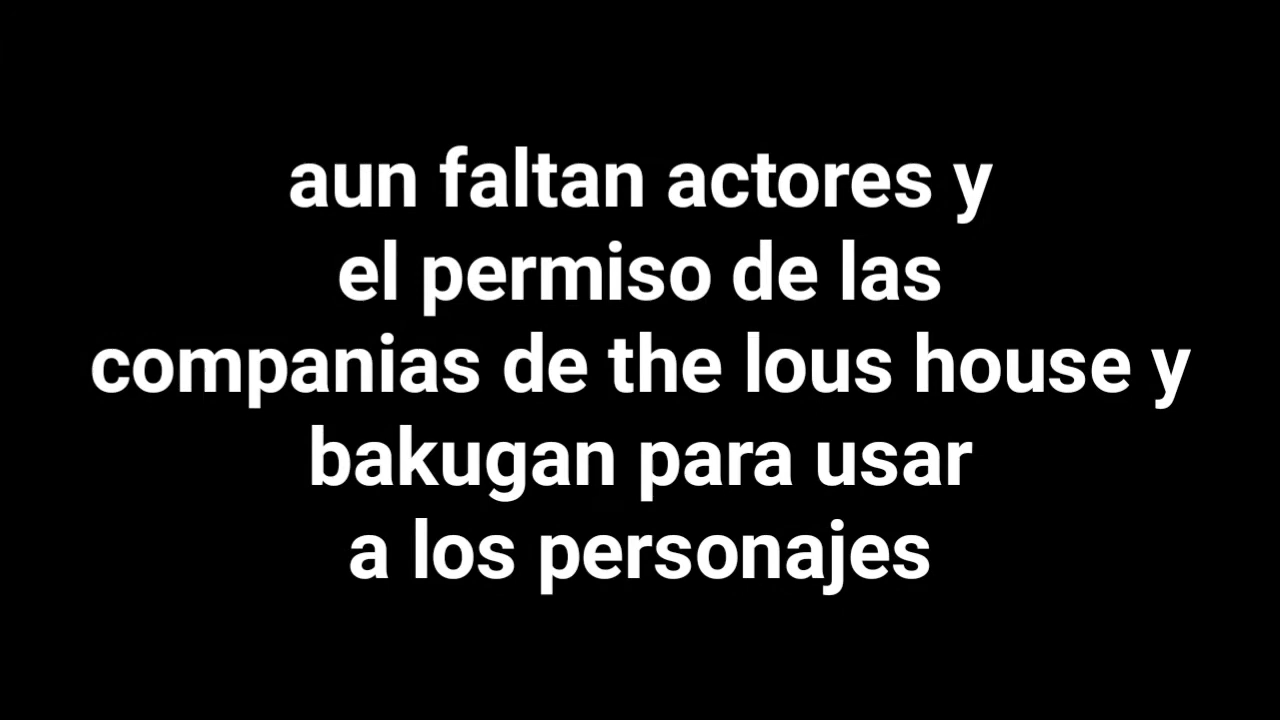 aun faltan actores y
el permiso de las
companias de the lous house y
bakugan para usar
a los personajes